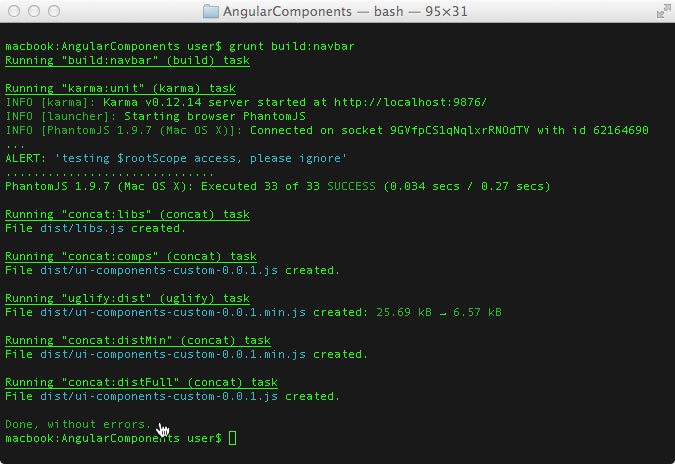 AngularComponents — bash — 95×31
macbook:AngularComponents user$ grunt build:navbar
Running "build:navbar" (build) task
Running "karma:unit" (karma) task
INFO [karma]: Karma v0.12.14 server started at http://localhost:9876/
INFO [launcher]: Starting browser PhantomJS
INFO [PhantomJS 1.9.7 (Mac OS X)]: Connected on socket 9GVfpCS1qNqlxrRNOdTV with id 62164690
...
ALERT: 'testing $rootScope access, please ignore'
..............................
PhantomJS 1.9.7 (Mac OS X): Executed 33 of 33 SUCCESS (0.034 secs / 0.27 secs)
Running "concat:libs" (concat) task
File dist/libs.js created.
Running "concat:comps" (concat) task
File dist/ui-components-custom-0.0.1.js created.
Running "uglify:dist" (uglify) task
File dist/ui-components-custom-0.0.1.min.js created: 25.69 kB → 6.57 kB
Running "concat:distMin" (concat) task
File dist/ui-components-custom-0.0.1.min.js created.
Running "concat:distFull" (concat) task
File dist/ui-components-custom-0.0.1.js created.
Done, without errors.
macbook:AngularComponents user$